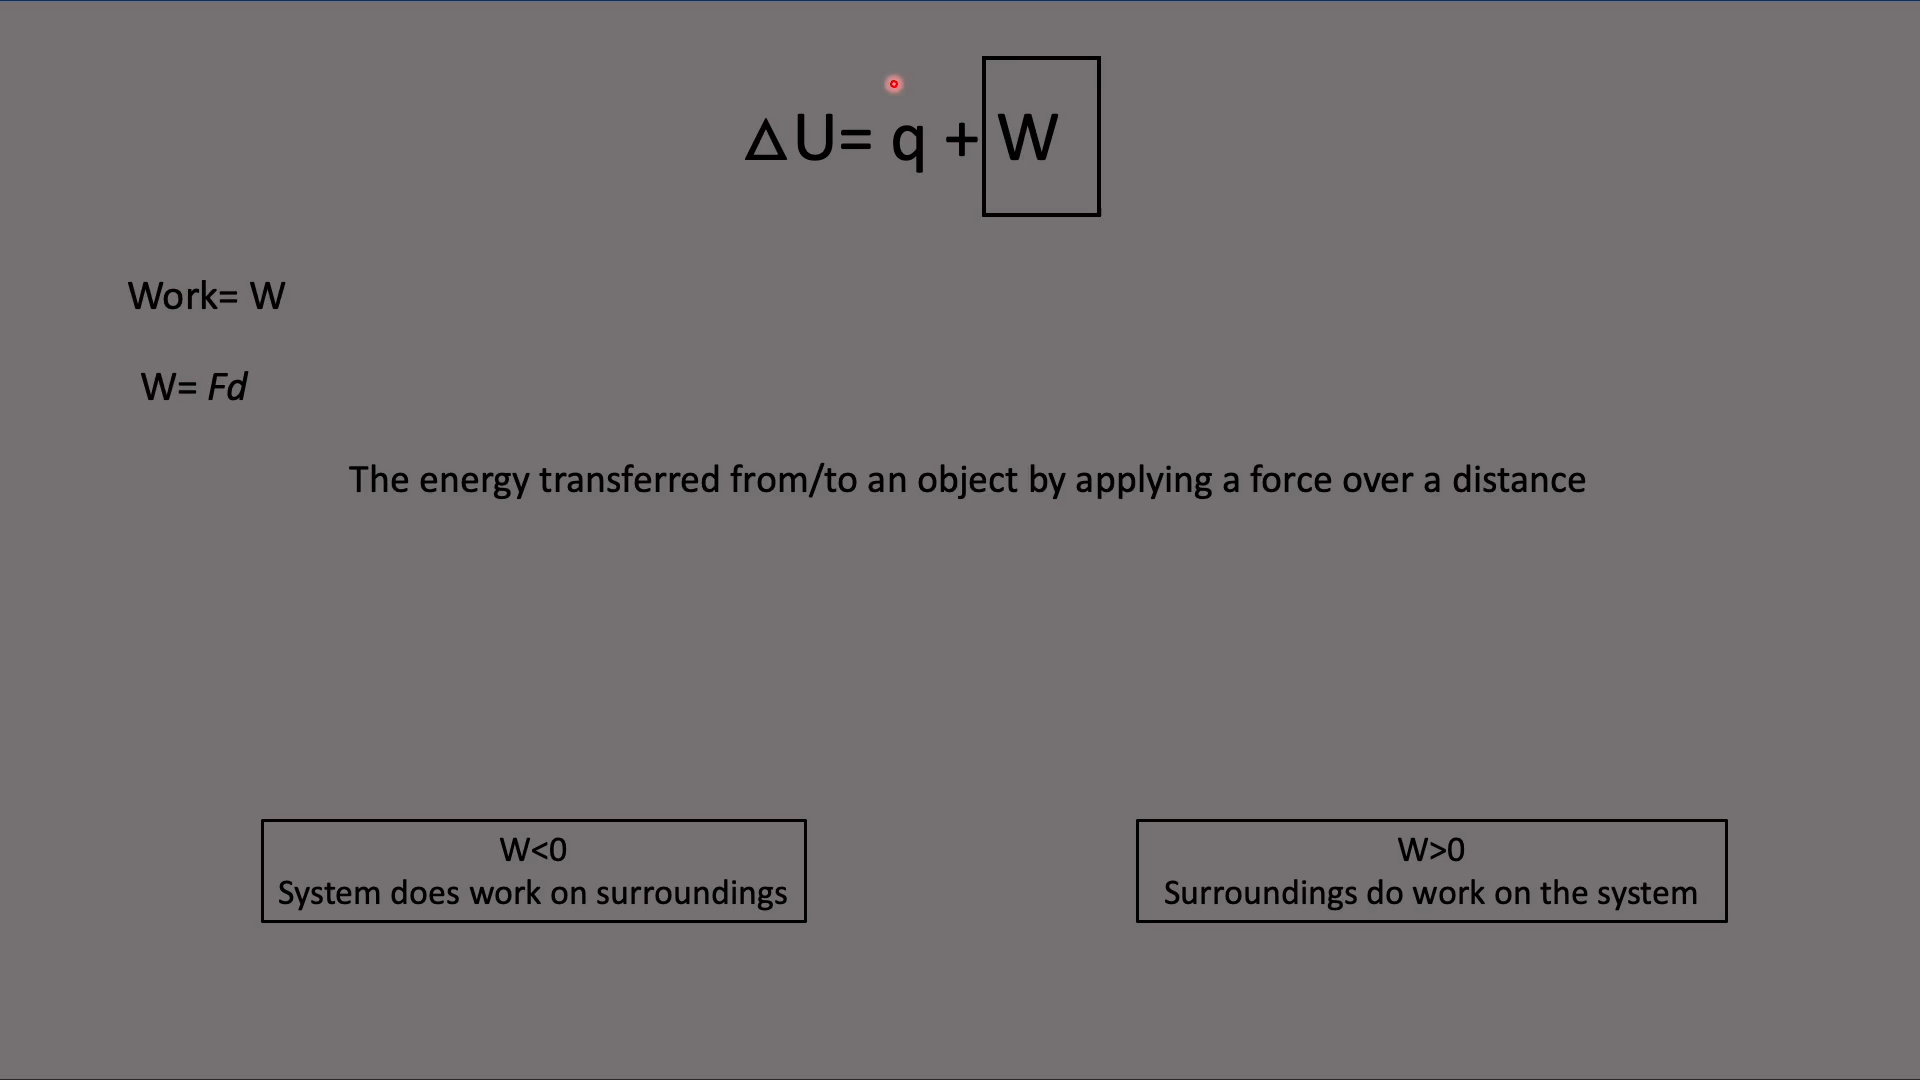 △U= q + W
Work= W
W= Fd
The energy transferred from/to an object by applying a force over a distance
W<0
System does work on surroundings
W>0
Surroundings do work on the system